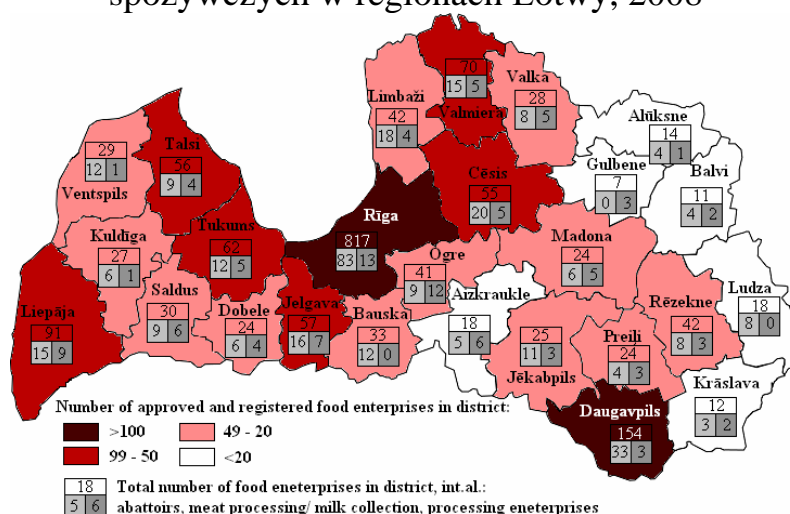 spożywczych w regionach Łotwy, 2008
70
15 5
Valmiera
Valka
28
8 5
Limbaži
42
18 4
Alūksne
14
4 1
Talsi
56
9 4
29
12 1
Ventspils
Cēsis
55
20 5
Gulbene
7
0 3
Balvi
11
4 2
Rīga
817
83 13
Tukums
62
12 5
Kuldīga
27
6 1
Madona
24
6 5
Ogre
41
9 12
Liepāja
91
15 9
Saldus
30
9 6
Dobele
24
6 4
Jelgava
57
16 7
Bauska
33
12 0
Aizkraukle
18
5 6
Rēzekne
42
8 3
Ludza
18
8 0
25
11 3
Jēkabpils
Preiļi
24
4 3
Krāslava
12
3 2
Daugavpils
154
33 3
Number of approved and registered food enterprises in district:
>100 49 - 20
99 - 50 <20
18 Total number of food eneterprises in district, int.al.:
5 6 abattoirs, meat processing/ milk collection, processing eneterprises